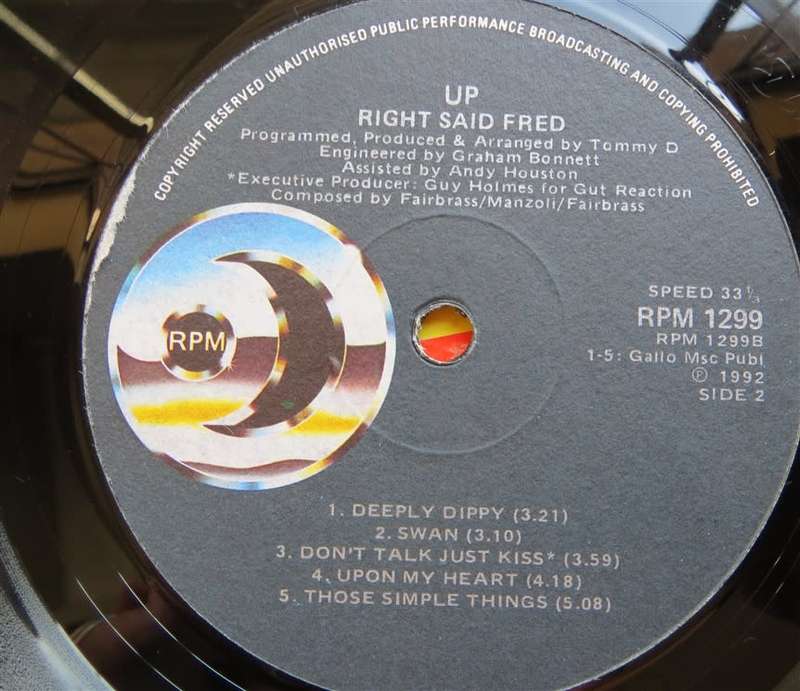 COPYRIGHT RESERVED UNAUTHORISED PUBLIC PERFORMANCE BROADCASTING AND COPYING PROHIBITED
UP
RIGHT SAID FRED
Programmed, Produced & Arranged by Tommy D
Engineered by Graham Bonnett
Assisted by Andy Houston
*Executive Producer: Guy Holmes for Gut Reaction
Composed by Fairbrass/Manzoli/Fairbrass
RPM
SPEED 33⅓
RPM 1299
RPM 1299B
1-5: Gallo Msc Publ
℗ 1992
SIDE 2
1. DEEPLY DIPPY (3.21)
2. SWAN (3.10)
3. DON'T TALK JUST KISS* (3.59)
4. UPON MY HEART (4.18)
5. THOSE SIMPLE THINGS (5.08)